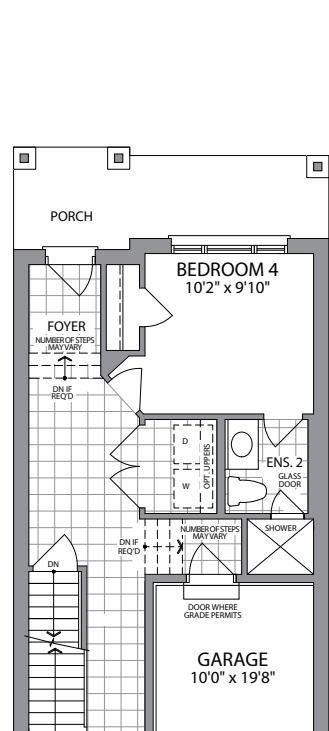 PORCH
BEDROOM 4
10'2" x 9'10"
FOYER
NUMBER OF STEPS
MAY VARY
DN IF
REQ'D
D
W
OPT. UPPERS
ENS. 2
GLASS
DOOR
SHOWER
NUMBER OF STEPS
MAY VARY
DN IF
REQ'D
DN
DOOR WHERE
GRADE PERMITS
GARAGE
10'0" x 19'8"